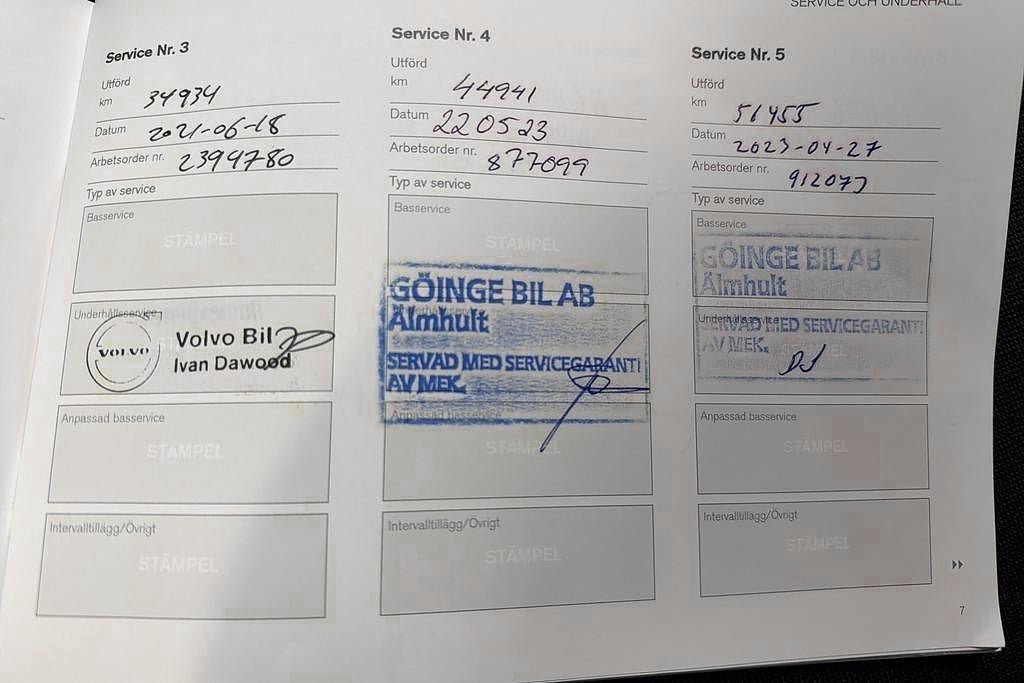 SERVICE OCH UNDERHÅLL
Service Nr. 3
Utförd
km 34934
Datum 2021-06-18
Arbetsorder nr. 2394780
Typ av service
Basservice
STÄMPEL
Underhållsservice
VOLVO
Volvo Bil
Ivan Dawood
Anpassad basservice
STÄMPEL
Intervalltillägg/Övrigt
STÄMPEL
Service Nr. 4
Utförd
km 44941
Datum 220523
Arbetsorder nr. 877099
Typ av service
Basservice
STÄMPEL
GÖINGE BIL AB
Älmhult
SERVAD MED SERVICEGARANTI
AV MEK.
Anpassad basservice
STÄMPEL
Intervalltillägg/Övrigt
STÄMPEL
Service Nr. 5
Utförd
km 51455
Datum 2023-04-27
Arbetsorder nr. 912077
Typ av service
Basservice
GÖINGE BIL AB
Älmhult
Underhållsservice
SERVAD MED SERVICEGARANTI
AV MEK.
Anpassad basservice
STÄMPEL
Intervalltillägg/Övrigt
STÄMPEL
7